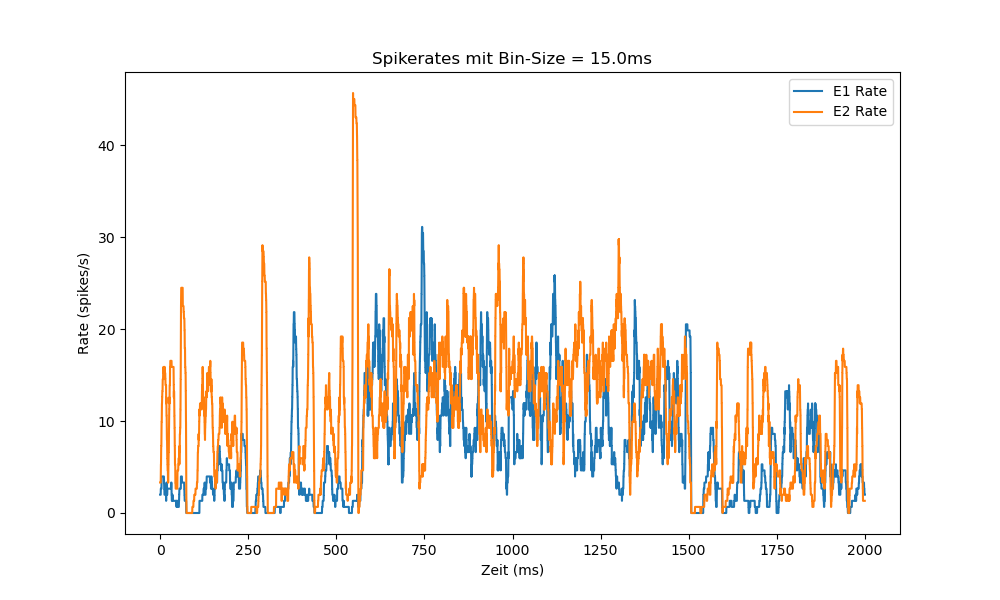 Spikerates mit Bin-Size = 15.0ms
E1 Rate
E2 Rate
Rate (spikes/s)
40
30
20
10
0
0 250 500 750 1000 1250 1500 1750 2000
Zeit (ms)